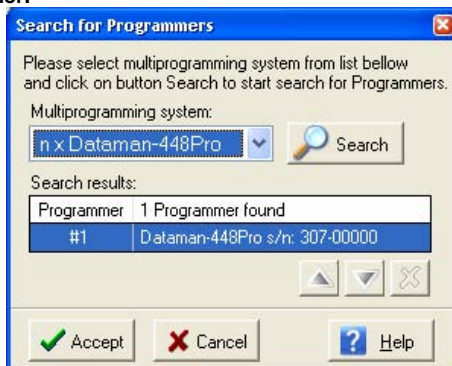 Search for Programmers
Please select multiprogramming system from list bellow
and click on button Search to start search for Programmers.
Multiprogramming system:
n x Dataman-448Pro
Search
Search results:
Programmer 1 Programmer found
#1 Dataman-448Pro s/n: 307-00000
Accept
Cancel
Help